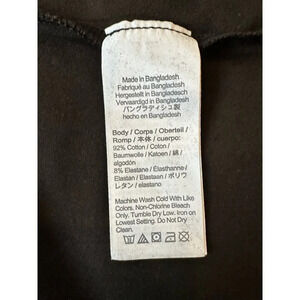 Made in Bangladesh
Fabriqué au Bangladesh
Hergestellt in Bangladesch
Vervaardigd in Bangladesh
バングラディシュ製
hecho en Bangladesh
Body / Corpo / Oberteil /
Romp / 本体 / cuerpo:
92% Cotton / Coton /
Baumwolle / Katoen / 綿 /
algodón
8% Elastane / Élasthanne /
Elastan / Elastaan / ポリウ
レタン / elastano
Machine Wash Cold With Like
Colors. Non-Chlorine Bleach
Only. Tumble Dry Low. Iron on
Lowest Setting. Do Not Dry
Clean.